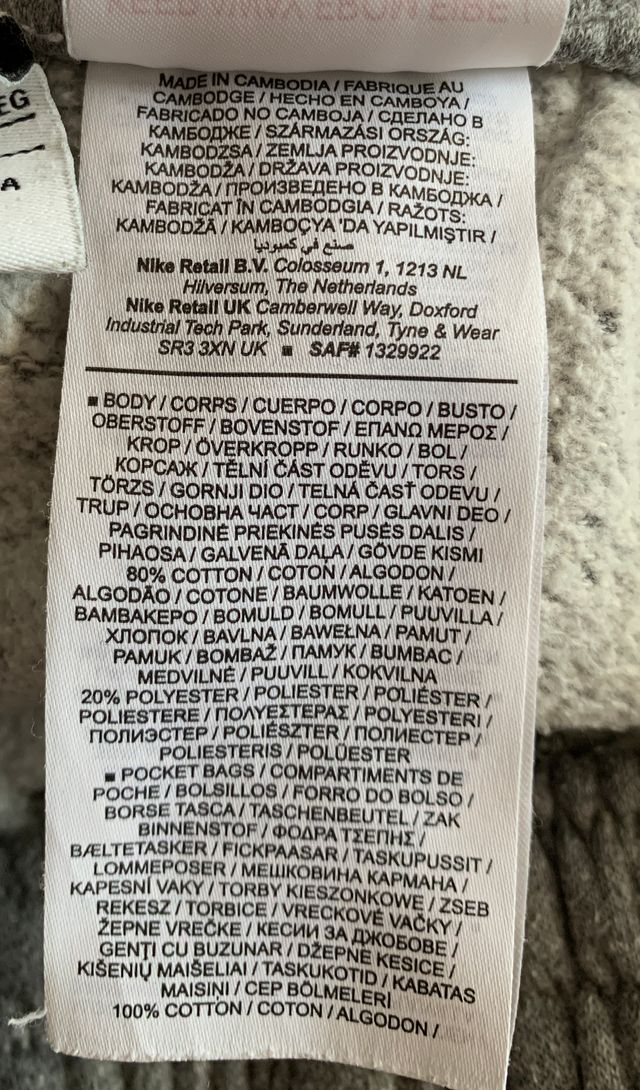 EG
A
MADE IN CAMBODIA / FABRIQUE AU
CAMBODGE / HECHO EN CAMBOYA /
FABRICADO NO CAMBOJA / СДЕЛАНО В
КАМБОДЖЕ / SZÁRMAZÁSI ORSZÁG:
KAMBODZSA / ZEMLJA PROIZVODNJE:
KAMBODŽA / DRŽAVA PROIZVODNJE:
KAMBODŽA / ПРОИЗВЕДЕНО В КАМБОДЖА /
FABRICAT ÎN CAMBODGIA / RAŽOTS:
KAMBODŽĀ / KAMBOÇYA 'DA YAPILMIŞTIR /
صنع في كمبوديا
Nike Retail B.V. Colosseum 1, 1213 NL
Hilversum, The Netherlands
Nike Retail UK Camberwell Way, Doxford
Industrial Tech Park, Sunderland, Tyne & Wear
SR3 3XN UK ■ SAF# 1329922
■ BODY / CORPS / CUERPO / CORPO / BUSTO /
OBERSTOFF / BOVENSTOF / ΕΠΑΝΩ ΜΕΡΟΣ /
KROP / ÖVERKROPP / RUNKO / BOL /
КОРСАЖ / TĚLNÍ ČÁST ODĚVU / TORS /
TÖRZS / GORNJI DIO / TELNÁ ČASŤ ODEVU /
TRUP / ОСНОВНА ЧАСТ / CORP / GLAVNI DEO /
PAGRINDINĖ PRIEKINĖS PUSĖS DALIS /
PIHAOSA / GALVENĀ DAĻA / GÖVDE KISMI
80% COTTON / COTON / ALGODON /
ALGODÃO / COTONE / BAUMWOLLE / KATOEN /
ΒΑΜΒΑΚΕΡΟ / BOMULD / BOMULL / PUUVILLA /
ХЛОПОК / BAVLNA / BAWEŁNA / PAMUT /
PAMUK / BOMBAŽ / ПАМУК / BUMBAC /
MEDVILNĖ / PUUVILL / KOKVILNA
20% POLYESTER / POLIESTER / POLIÉSTER /
POLIESTERE / ΠΟΛΥΕΣΤΕΡΑΣ / POLYESTERI /
ПОЛИЭСТЕР / POLIÉSZTER / ПОЛИЕСТЕР /
POLIESTERIS / POLÜESTER
■ POCKET BAGS / COMPARTIMENTS DE
POCHE / BOLSILLOS / FORRO DO BOLSO /
BORSE TASCA / TASCHENBEUTEL / ZAK
BINNENSTOF / ΦΟΔΡΑ ΤΣΕΠΗΣ /
BÆLTETASKER / FICKPAASAR / TASKUPUSSIT /
LOMMEPOSER / МЕШКОВИНА КАРМАНА /
KAPESNÍ VAKY / TORBY KIESZONKOWE / ZSEB
REKESZ / TORBICE / VRECKOVÉ VAČKY /
ŽEPNE VREČKE / КЕСИИ ЗА ДЖОБОВЕ /
GENŢI CU BUZUNAR / DŽEPNE KESICE /
KIŠENIŲ MAIŠELIAI / TASKUKOTID / KABATAS
MAISIŅI / CEP BÖLMELERİ
100% COTTON / COTON / ALGODON /